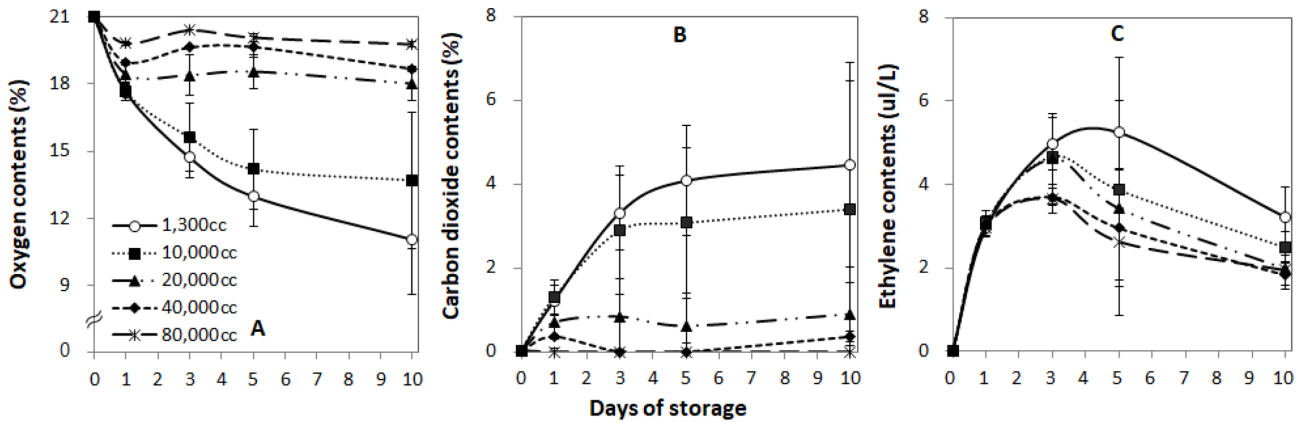 Oxygen contents (%)
21
18
15
12
9
0
1,300cc
10,000cc
20,000cc
40,000cc
80,000cc
A
0 1 2 3 4 5 6 7 8 9 10
Carbon dioxide contents (%)
8
6
4
2
0
B
0 1 2 3 4 5 6 7 8 9 10
Days of storage
Ethylene contents (ul/L)
8
6
4
2
0
C
0 1 2 3 4 5 6 7 8 9 10